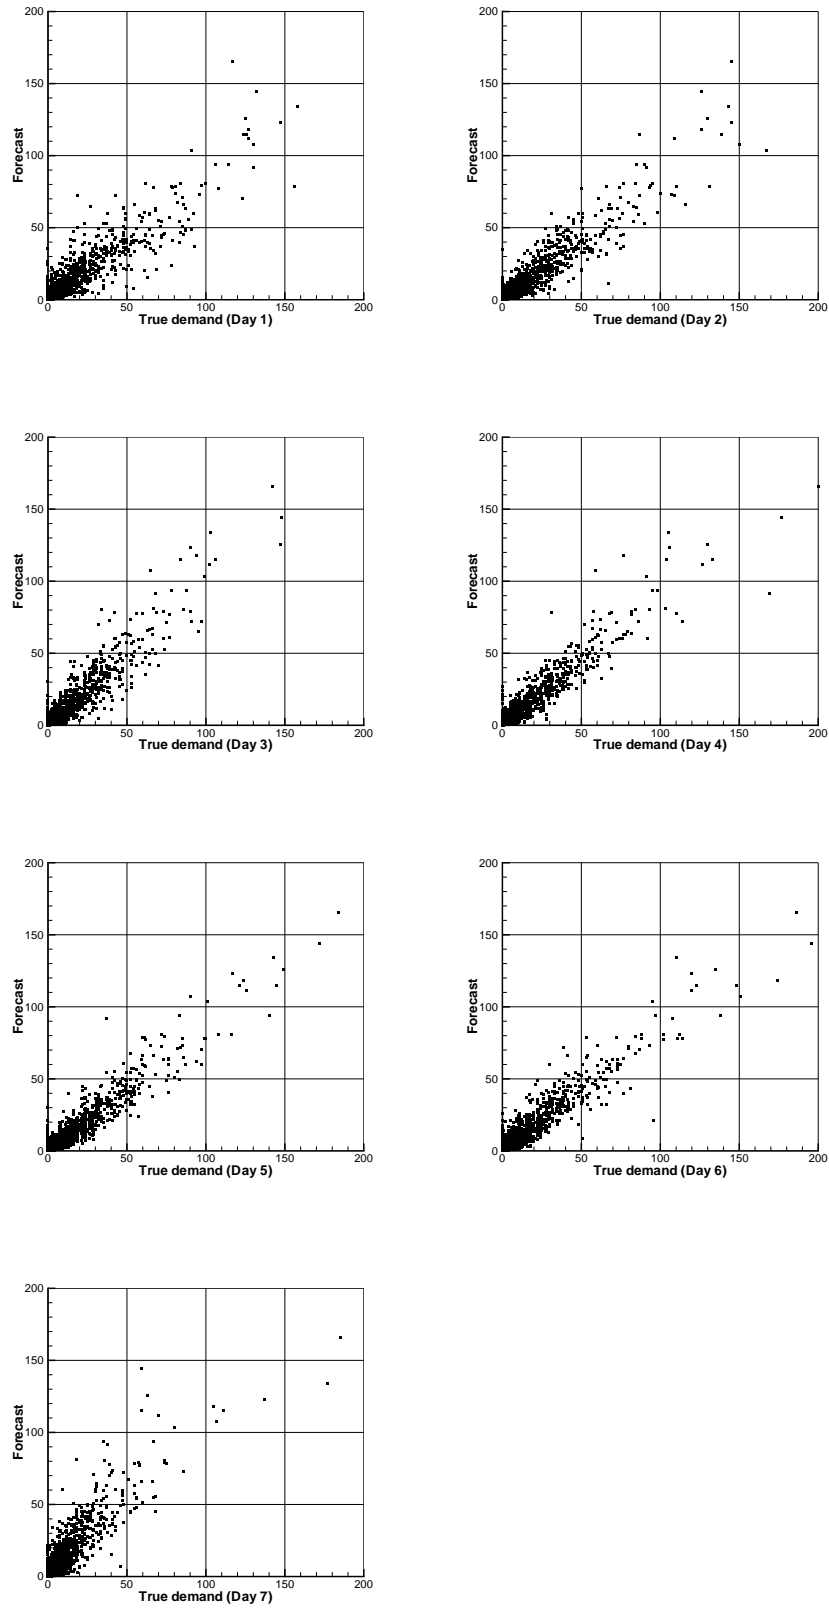 200
200
150
150
100
100
50
50
0
0
Forecast
Forecast
0 50 100 150 200
0 50 100 150 200
True demand (Day 1)
True demand (Day 2)
200
200
150
150
100
100
50
50
0
0
Forecast
Forecast
0 50 100 150 200
0 50 100 150 200
True demand (Day 3)
True demand (Day 4)
200
200
150
150
100
100
50
50
0
0
Forecast
Forecast
0 50 100 150 200
0 50 100 150 200
True demand (Day 5)
True demand (Day 6)
200
150
100
50
0
Forecast
0 50 100 150 200
True demand (Day 7)